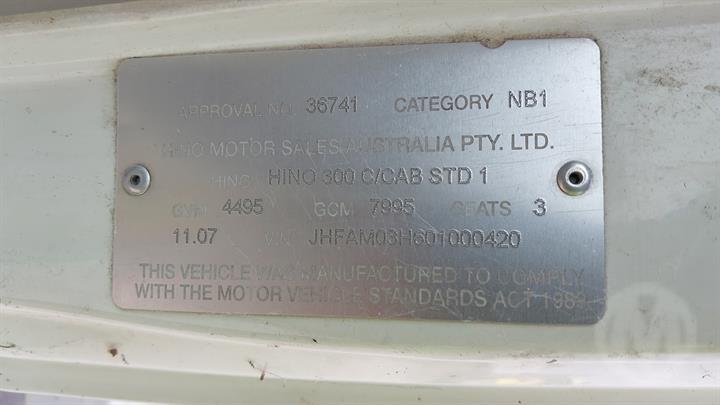 APPROVAL NO. 36741 CATEGORY NB1
HINO MOTOR SALES AUSTRALIA PTY. LTD.
HINO HINO 300 C/CAB STD 1
GVM 4495 GCM 7995 SEATS 3
11.07 VIN JHFAM03H601000420
THIS VEHICLE WAS MANUFACTURED TO COMPLY
WITH THE MOTOR VEHICLE STANDARDS ACT 1989
M